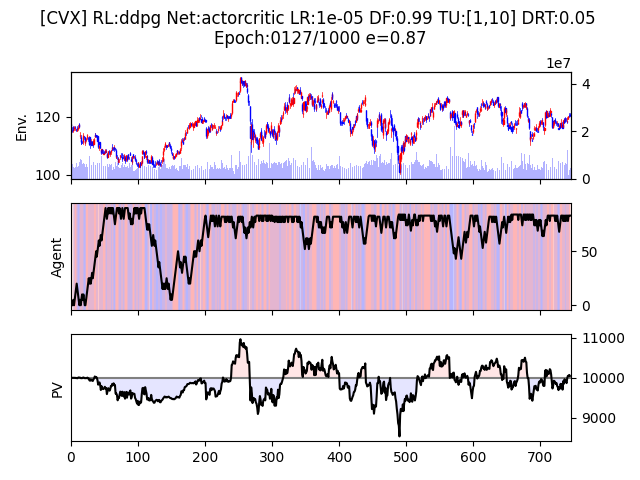 [CVX] RL:ddpg Net:actorcritic LR:1e-05 DF:0.99 TU:[1,10] DRT:0.05
Epoch:0127/1000 e=0.87
1e7
Env.
120
100
4
2
0
Agent
50
0
PV
11000
10000
9000
0 100 200 300 400 500 600 700